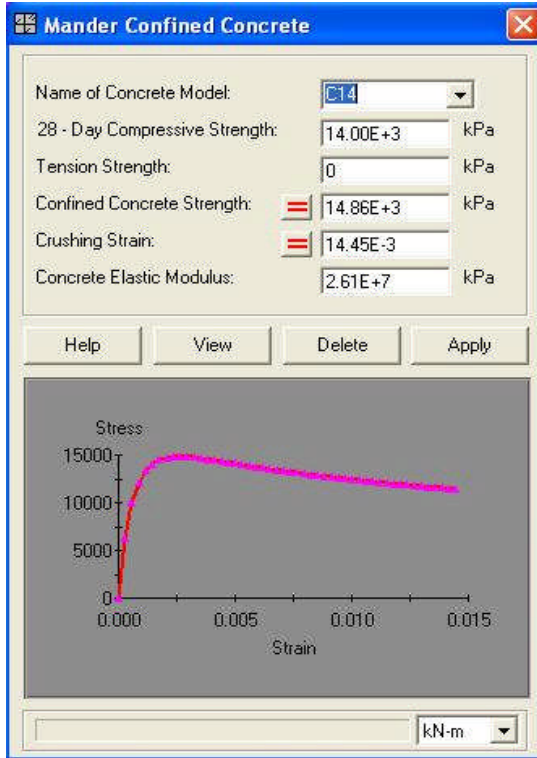 Mander Confined Concrete
Name of Concrete Model: C14
28 - Day Compressive Strength: 14.00E+3 kPa
Tension Strength: 0 kPa
Confined Concrete Strength: 14.86E+3 kPa
Crushing Strain: 14.45E-3
Concrete Elastic Modulus: 2.61E+7 kPa
Help View Delete Apply
Stress
15000
10000
5000
0
0.000 0.005 0.010 0.015
Strain
kN-m